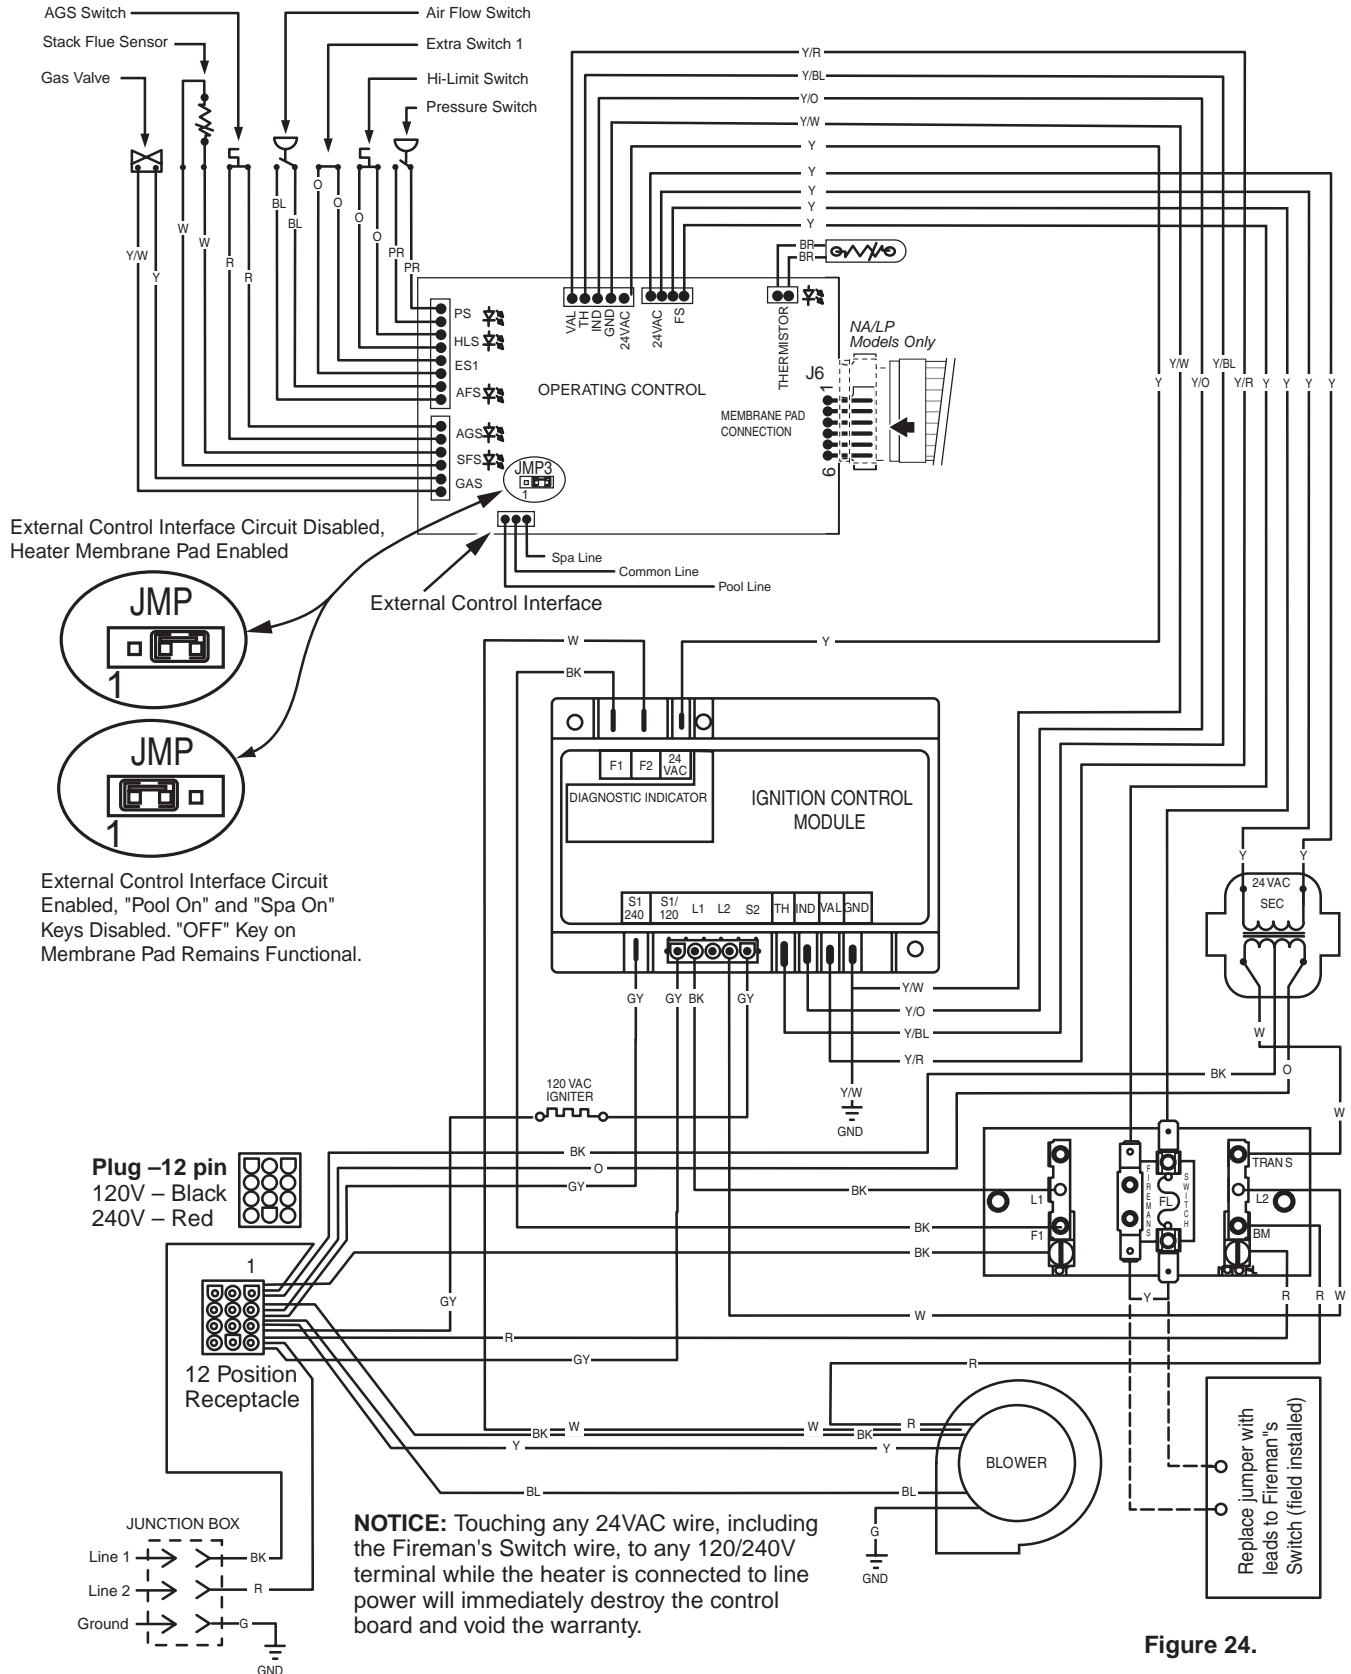 AGS Switch
Stack Flue Sensor
Gas Valve
Air Flow Switch
Extra Switch 1
Hi-Limit Switch
Pressure Switch
Y/R
Y/BL
Y/O
Y/W
Y
Y
Y
Y
Y
BR
BR
O
O
BL
BL
O
O
W
W
Y/W
Y
R
R
PR
PR
PS
HLS
ES1
AFS
AGS
SFS
GAS
VAL
TH
IND
GND
24VAC
24VAC
FS
THERMISTOR
NA/LP
Models Only
OPERATING CONTROL
J6
1
6
MEMBRANE PAD
CONNECTION
JMP3
1
Y
Y/W
Y/O
Y/BL
Y/R
Y
Y
Y
Y
External Control Interface Circuit Disabled,
Heater Membrane Pad Enabled
JMP
1
Spa Line
Common Line
Pool Line
External Control Interface
JMP
1
External Control Interface Circuit
Enabled, "Pool On" and "Spa On"
Keys Disabled. "OFF" Key on
Membrane Pad Remains Functional.
W
BK
Y
F1
F2
24
VAC
DIAGNOSTIC INDICATOR
IGNITION CONTROL
MODULE
S1
240
S1/
120
L1
L2
S2
TH
IND
VAL
GND
GY
GY
BK
GY
Y/W
Y/O
Y/BL
Y/R
Y/W
GND
Y
Y
24VAC
SEC
W
BK
O
W
120 VAC
IGNITER
BK
O
GY
BK
BK
BK
GY
R
GY
W
Plug –12 pin
120V – Black
240V – Red
1
12 Position
Receptacle
L1
F1
FIREMANS
SWITCH
FL
TRANS
L2
BM
Y
R
R
W
R
W
BK
Y
BL
W
BK
Y
BL
R
BLOWER
G
GND
Replace jumper with
leads to Fireman"s
Switch (field installed)
JUNCTION BOX
Line 1
Line 2
Ground
BK
R
G
GND
NOTICE: Touching any 24VAC wire, including
the Fireman's Switch wire, to any 120/240V
terminal while the heater is connected to line
power will immediately destroy the control
board and void the warranty.
Figure 24.